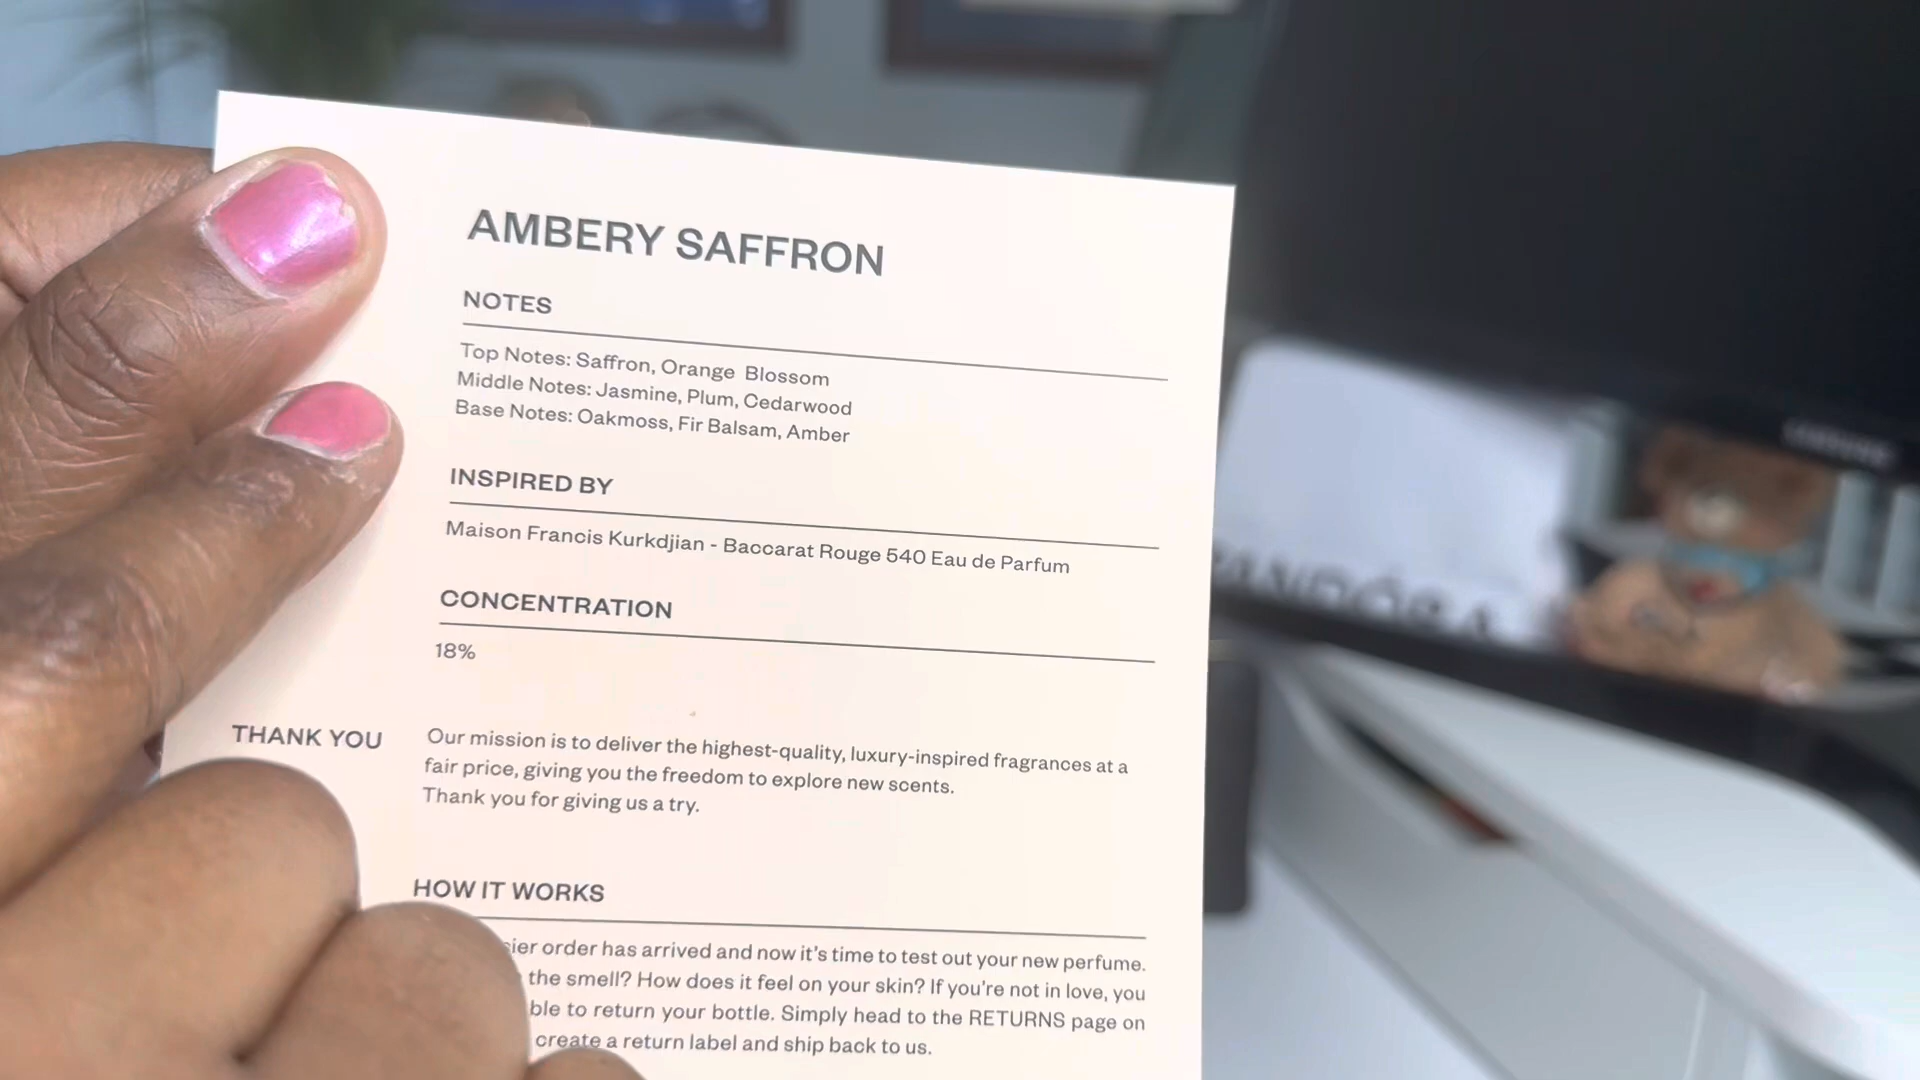 AMBERY SAFFRON
NOTES
Top Notes: Saffron, Orange Blossom
Middle Notes: Jasmine, Plum, Cedarwood
Base Notes: Oakmoss, Fir Balsam, Amber
INSPIRED BY
Maison Francis Kurkdjian - Baccarat Rouge 540 Eau de Parfum
CONCENTRATION
18%
THANK YOU
Our mission is to deliver the highest-quality, luxury-inspired fragrances at a
fair price, giving you the freedom to explore new scents.
Thank you for giving us a try.
HOW IT WORKS
order has arrived and now it's time to test out your new perfume.
the smell? How does it feel on your skin? If you're not in love, you
to return your bottle. Simply head to the RETURNS page on
create a return label and ship back to us.
PANDORA
SAMSUNG